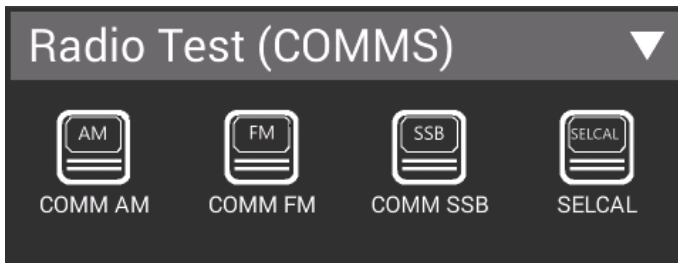 Radio Test (COMMS)
AM FM SSB SELCAL
COMM AM COMM FM COMM SSB SELCAL